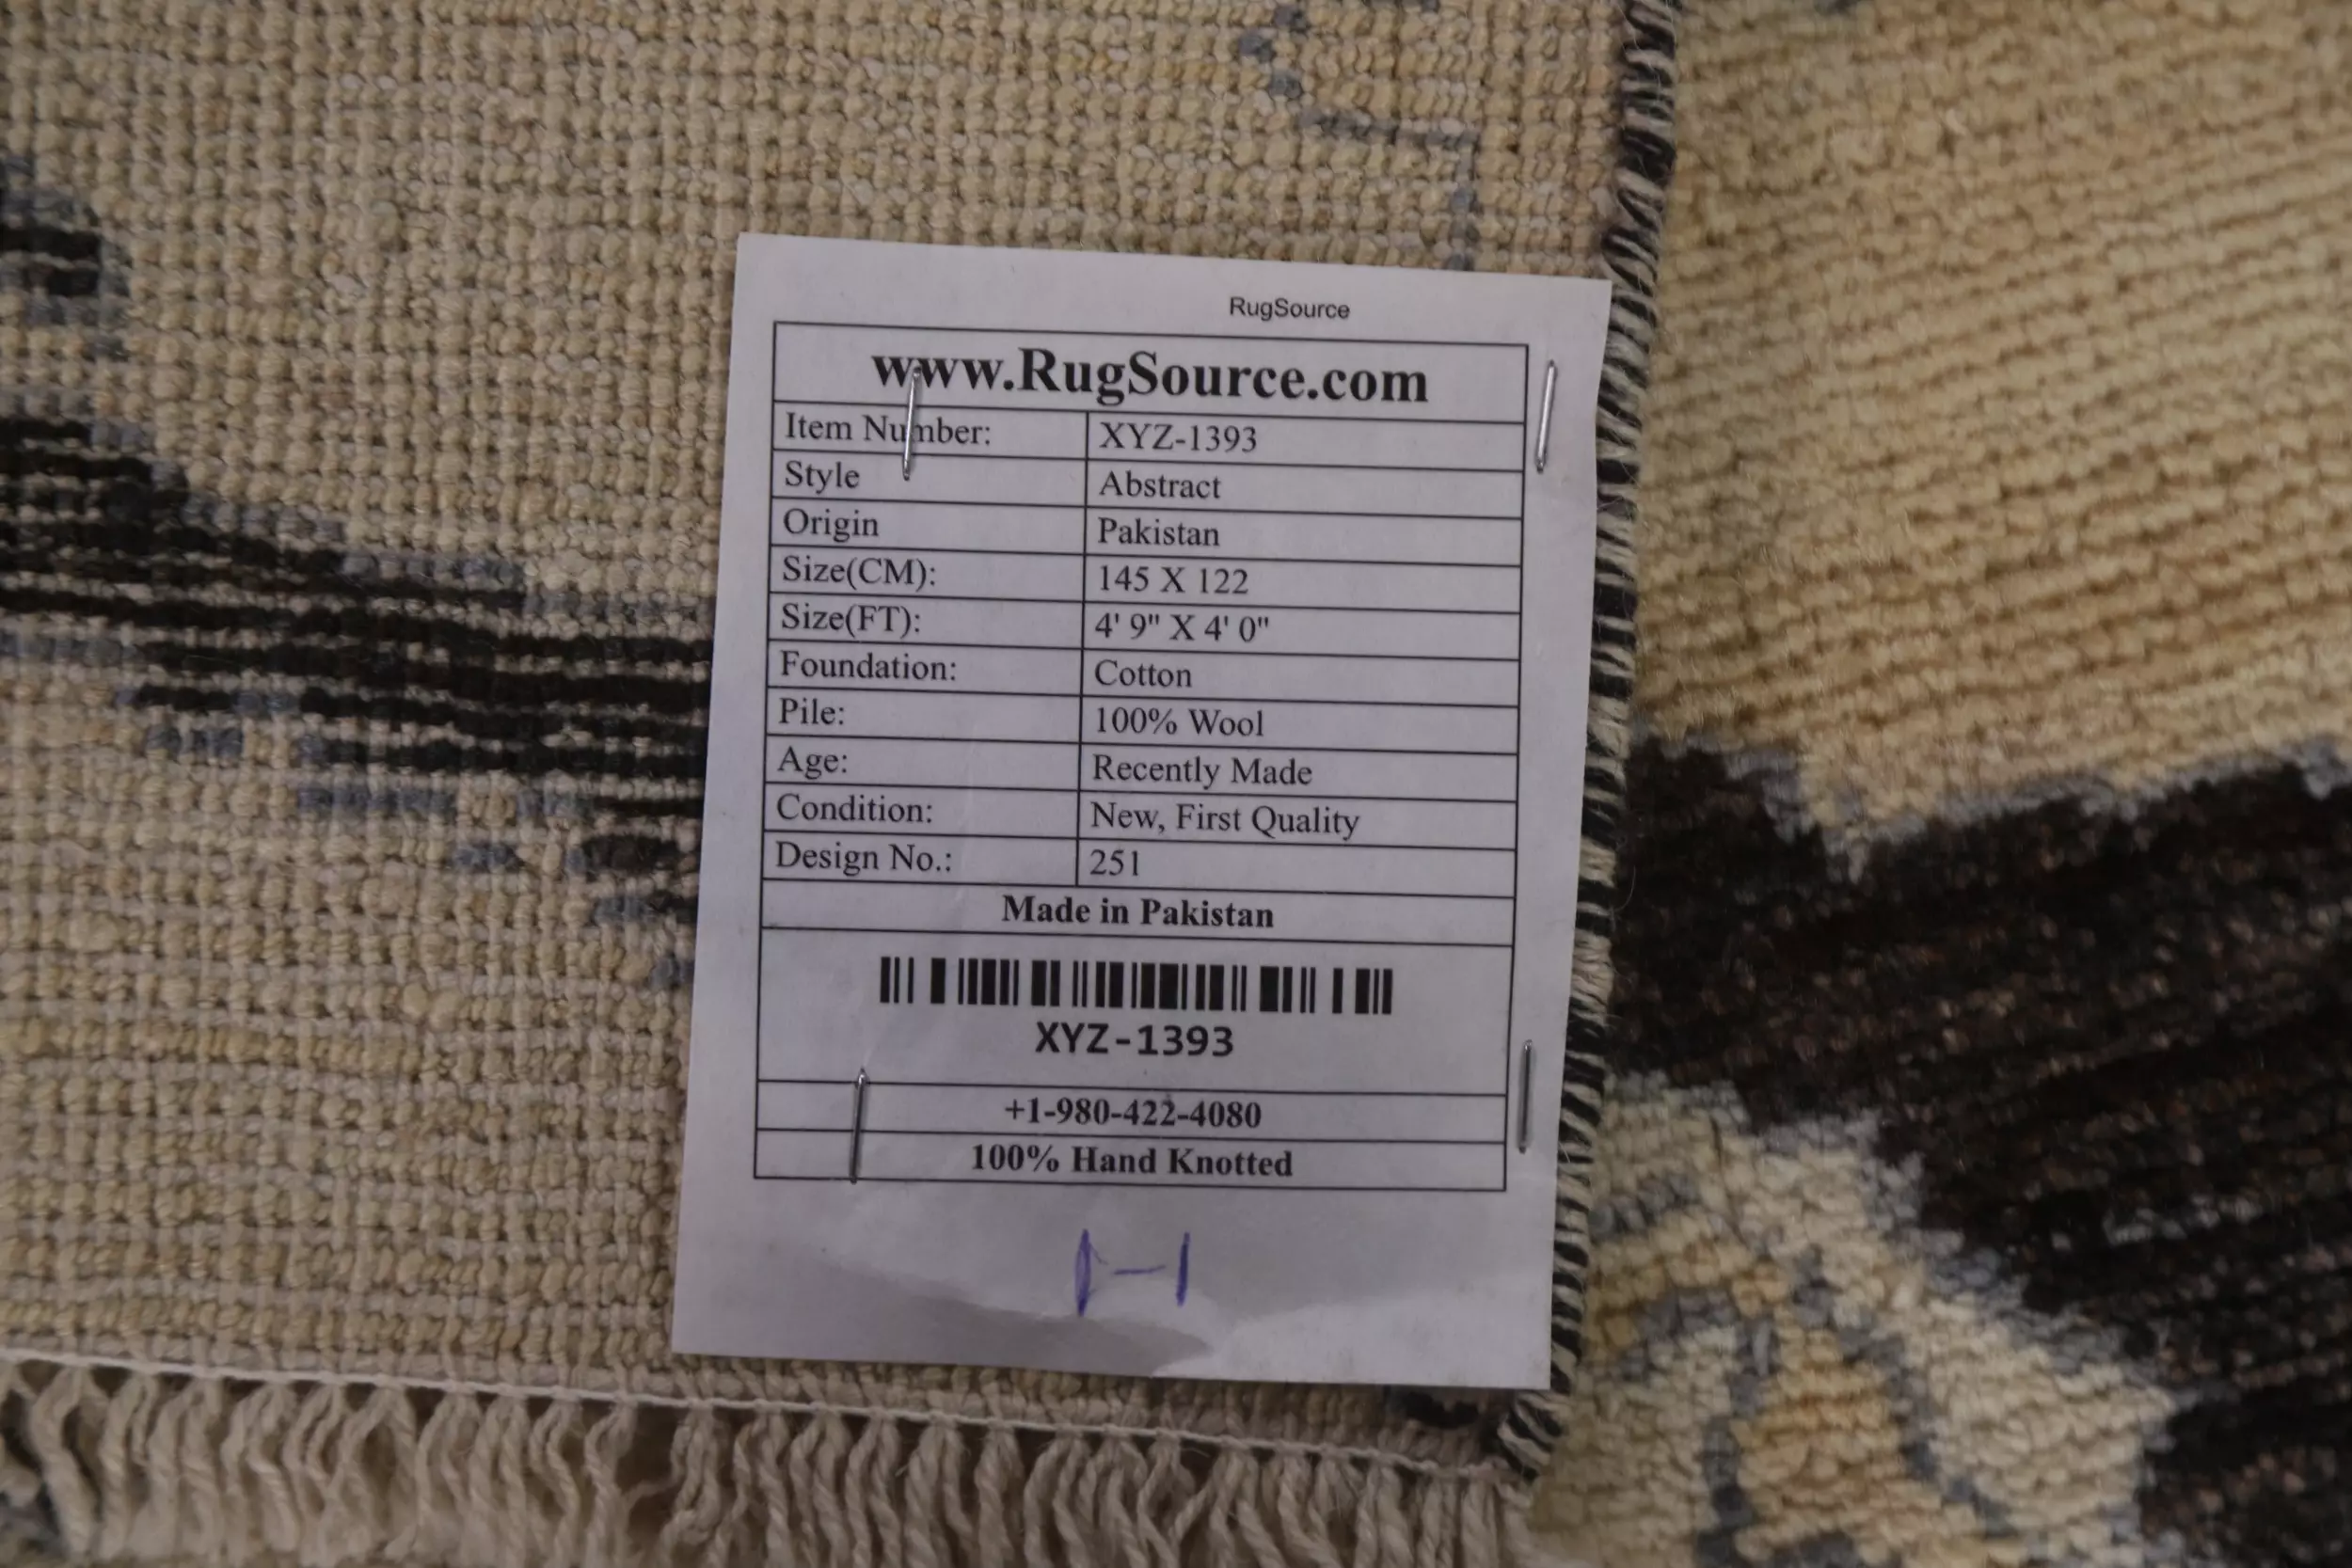 RugSource
www.RugSource.com
Item Number: XYZ-1393
Style Abstract
Origin Pakistan
Size(CM): 145 X 122
Size(FT): 4' 9" X 4' 0"
Foundation: Cotton
Pile: 100% Wool
Age: Recently Made
Condition: New, First Quality
Design No.: 251
Made in Pakistan
XYZ-1393
+1-980-422-4080
100% Hand Knotted